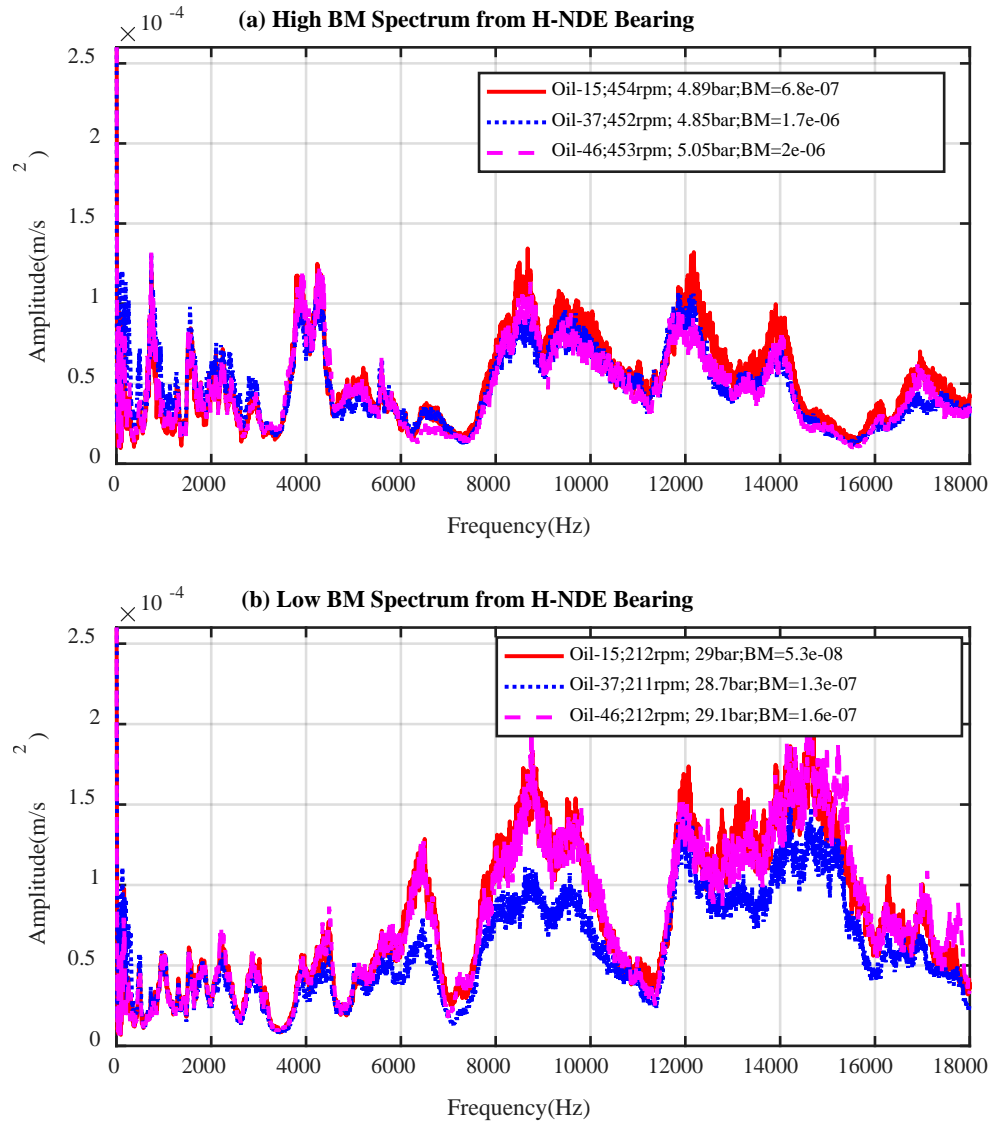 × 10 -4
(a) High BM Spectrum from H-NDE Bearing
2.5
2
1.5
1
0.5
0
Amplitude(m/s 2 )
Oil-15;454rpm; 4.89bar;BM=6.8e-07
Oil-37;452rpm; 4.85bar;BM=1.7e-06
Oil-46;453rpm; 5.05bar;BM=2e-06
0 2000 4000 6000 8000 10000 12000 14000 16000 18000
Frequency(Hz)
× 10 -4
(b) Low BM Spectrum from H-NDE Bearing
2.5
2
1.5
1
0.5
0
Amplitude(m/s 2 )
Oil-15;212rpm; 29bar;BM=5.3e-08
Oil-37;211rpm; 28.7bar;BM=1.3e-07
Oil-46;212rpm; 29.1bar;BM=1.6e-07
0 2000 4000 6000 8000 10000 12000 14000 16000 18000
Frequency(Hz)